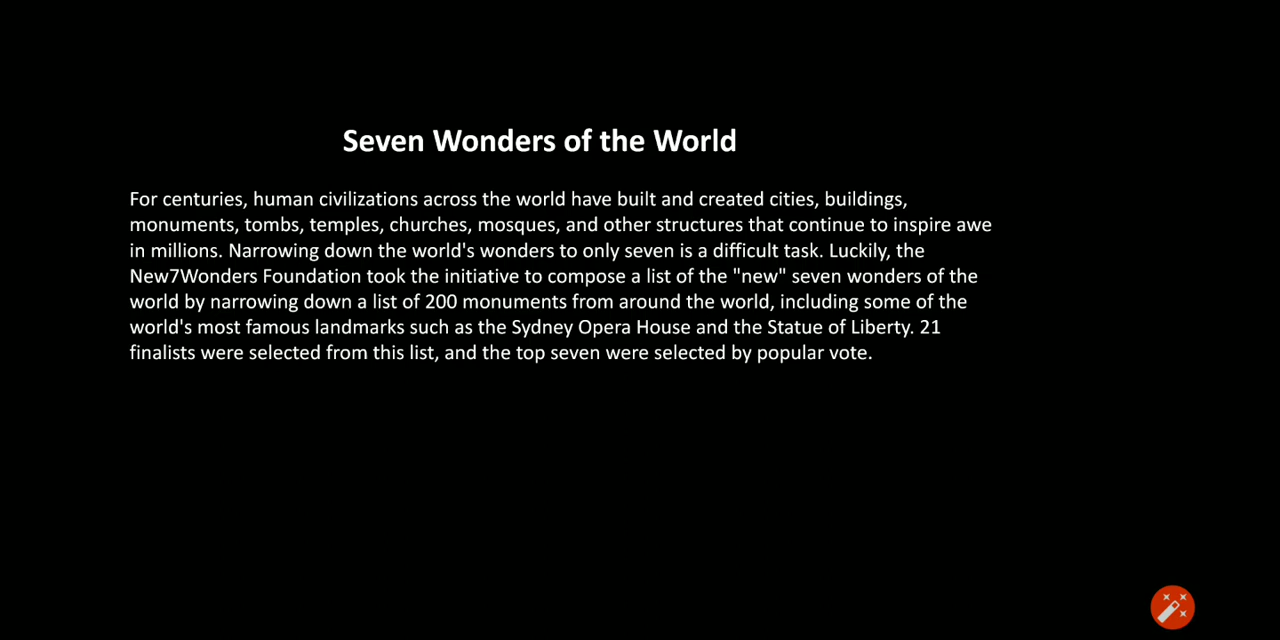 Seven Wonders of the World
For centuries, human civilizations across the world have built and created cities, buildings,
monuments, tombs, temples, churches, mosques, and other structures that continue to inspire awe
in millions. Narrowing down the world's wonders to only seven is a difficult task. Luckily, the
New7Wonders Foundation took the initiative to compose a list of the "new" seven wonders of the
world by narrowing down a list of 200 monuments from around the world, including some of the
world's most famous landmarks such as the Sydney Opera House and the Statue of Liberty. 21
finalists were selected from this list, and the top seven were selected by popular vote.